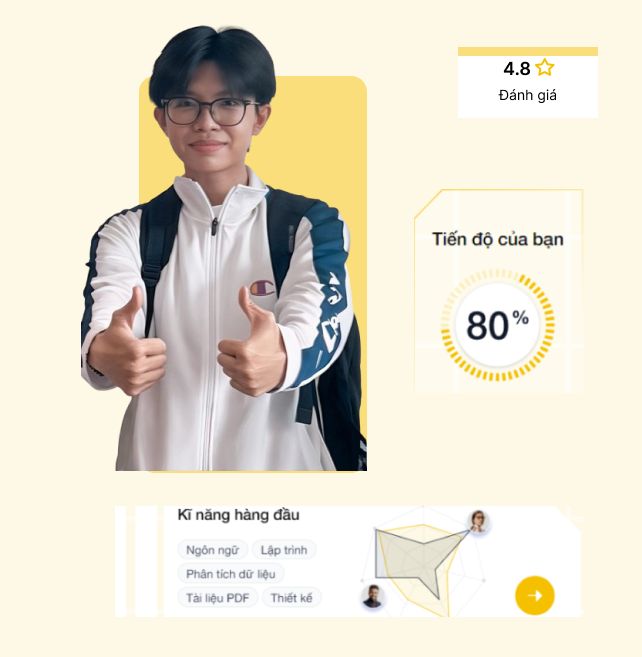 4.8
Đánh giá
Tiến độ của bạn
80%
Kĩ năng hàng đầu
Ngôn ngữ Lập trình
Phân tích dữ liệu
Tài liệu PDF Thiết kế